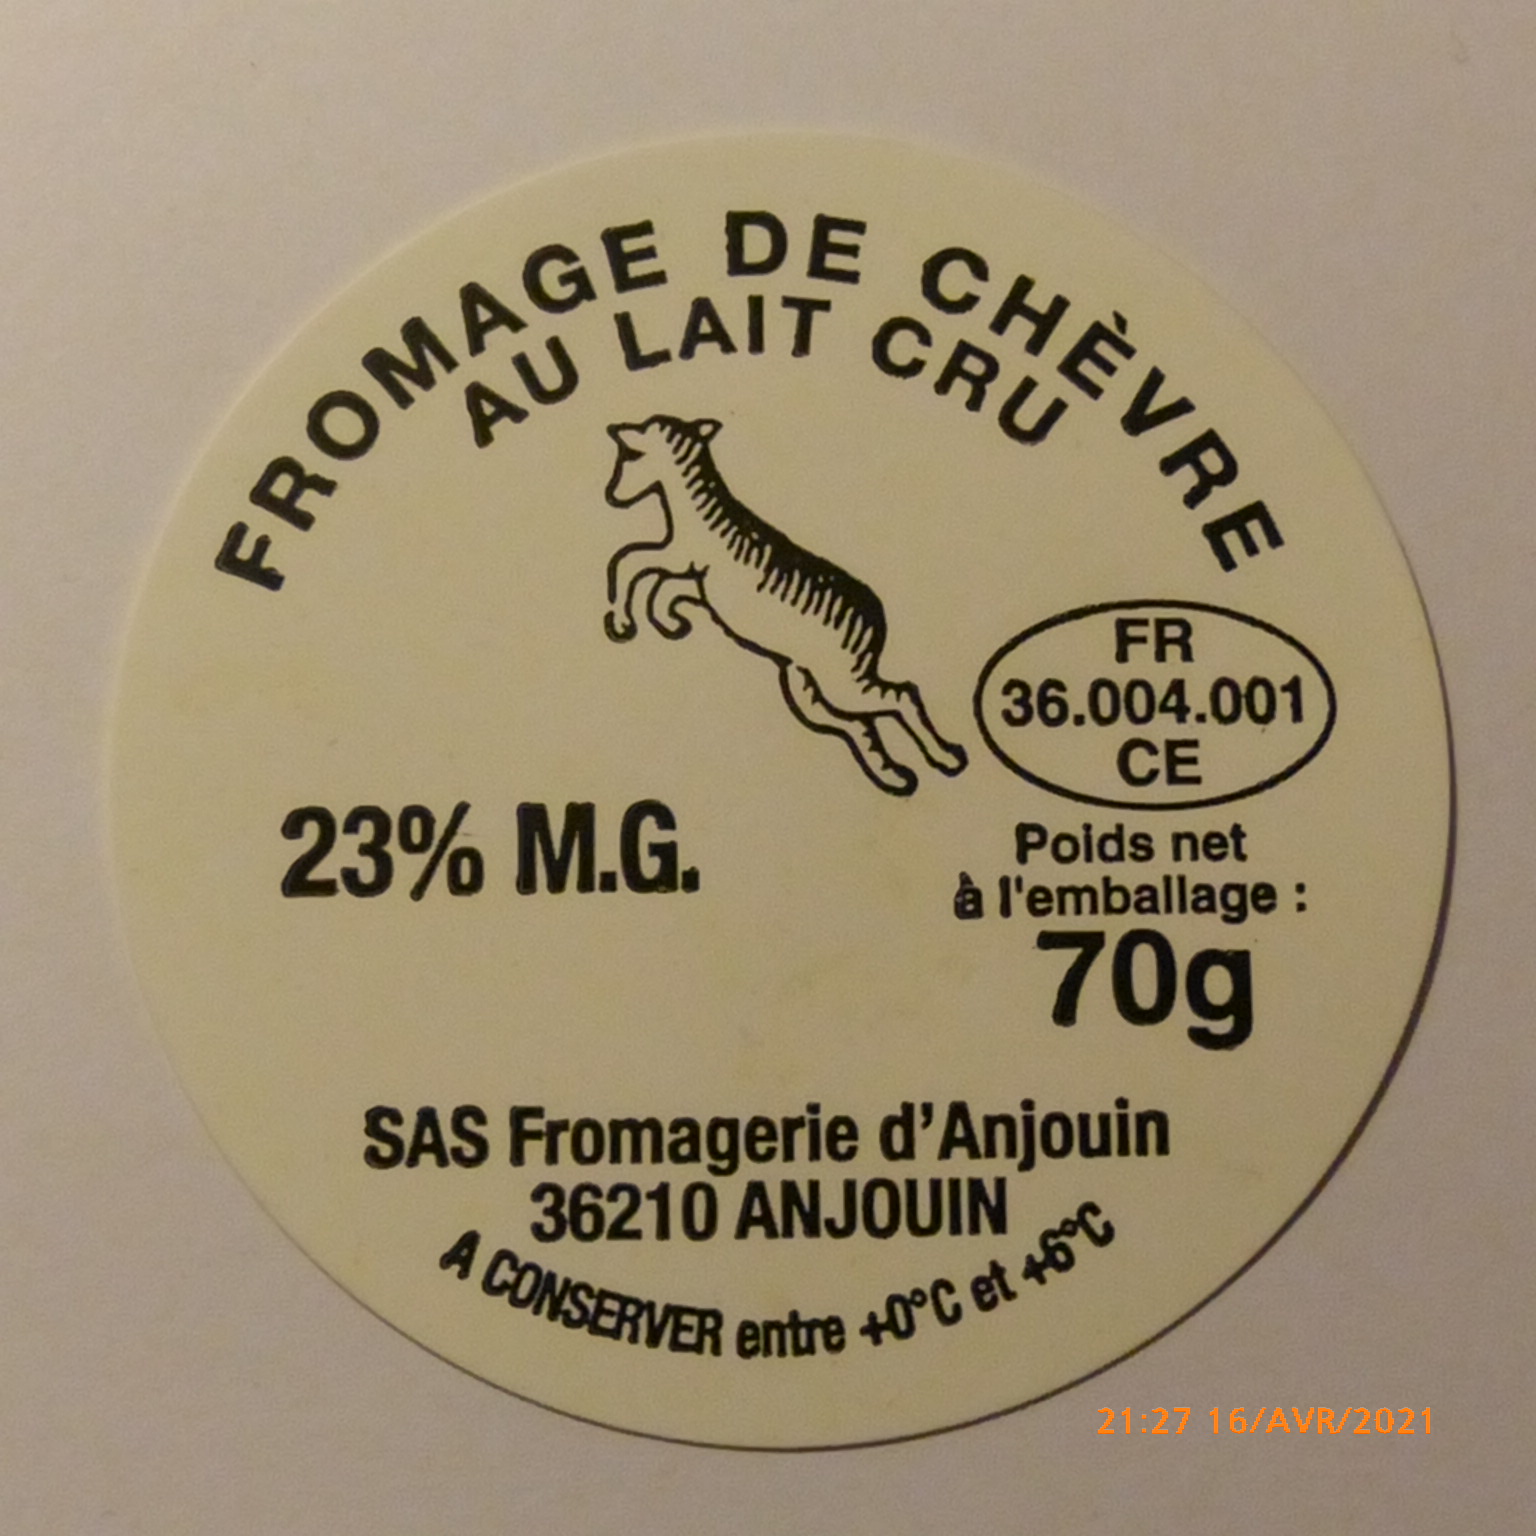 FROMAGE DE CHÈVRE
AU LAIT CRU
FR
36.004.001
CE
23% M.G.
Poids net
à l'emballage :
70g
SAS Fromagerie d’Anjouin
36210 ANJOUIN
A CONSERVER entre +0°C et +6°C
21:27 16/AVR/2021